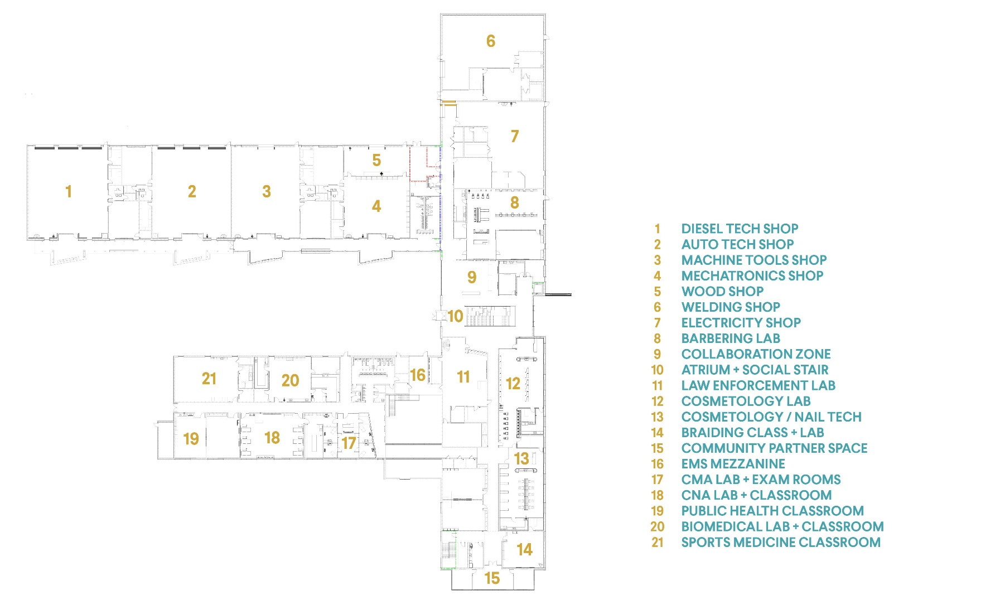 6
7
5
1
2
3
4
8
9
10
21
20
16
11
12
19
18
17
13
14
15
1 DIESEL TECH SHOP
2 AUTO TECH SHOP
3 MACHINE TOOLS SHOP
4 MECHATRONICS SHOP
5 WOOD SHOP
6 WELDING SHOP
7 ELECTRICITY SHOP
8 BARBERING LAB
9 COLLABORATION ZONE
10 ATRIUM + SOCIAL STAIR
11 LAW ENFORCEMENT LAB
12 COSMETOLOGY LAB
13 COSMETOLOGY / NAIL TECH
14 BRAIDING CLASS + LAB
15 COMMUNITY PARTNER SPACE
16 EMS MEZZANINE
17 CMA LAB + EXAM ROOMS
18 CNA LAB + CLASSROOM
19 PUBLIC HEALTH CLASSROOM
20 BIOMEDICAL LAB + CLASSROOM
21 SPORTS MEDICINE CLASSROOM